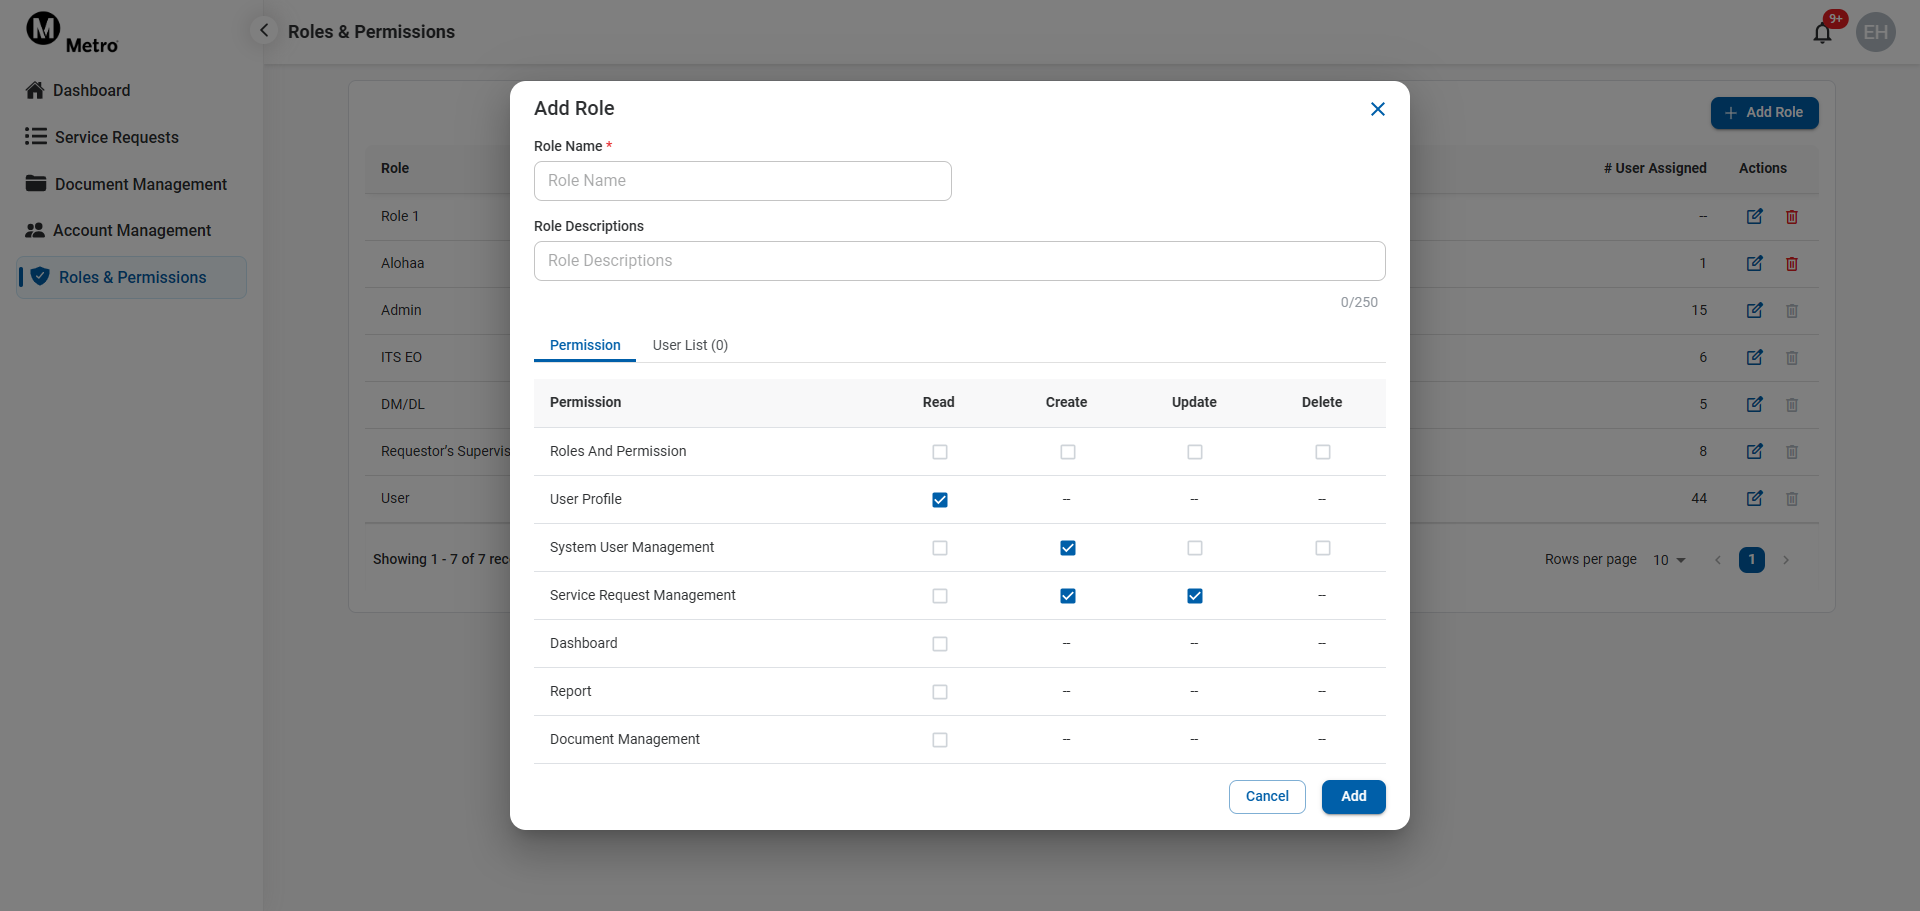 M Metro
Roles & Permissions
9+
EH
Dashboard
Service Requests
Document Management
Account Management
Roles & Permissions
+ Add Role
Role # User Assigned Actions
Role 1 --
Alohaa 1
Admin 15
ITS EO 6
DM/DL 5
Requestor's Supervis 8
User 44
Showing 1 - 7 of 7 rec
Rows per page 10 1
Add Role
Role Name *
Role Name
Role Descriptions
Role Descriptions
0/250
Permission User List (0)
Permission Read Create Update Delete
Roles And Permission
User Profile -- -- --
System User Management
Service Request Management --
Dashboard -- -- --
Report -- -- --
Document Management -- -- --
Cancel Add